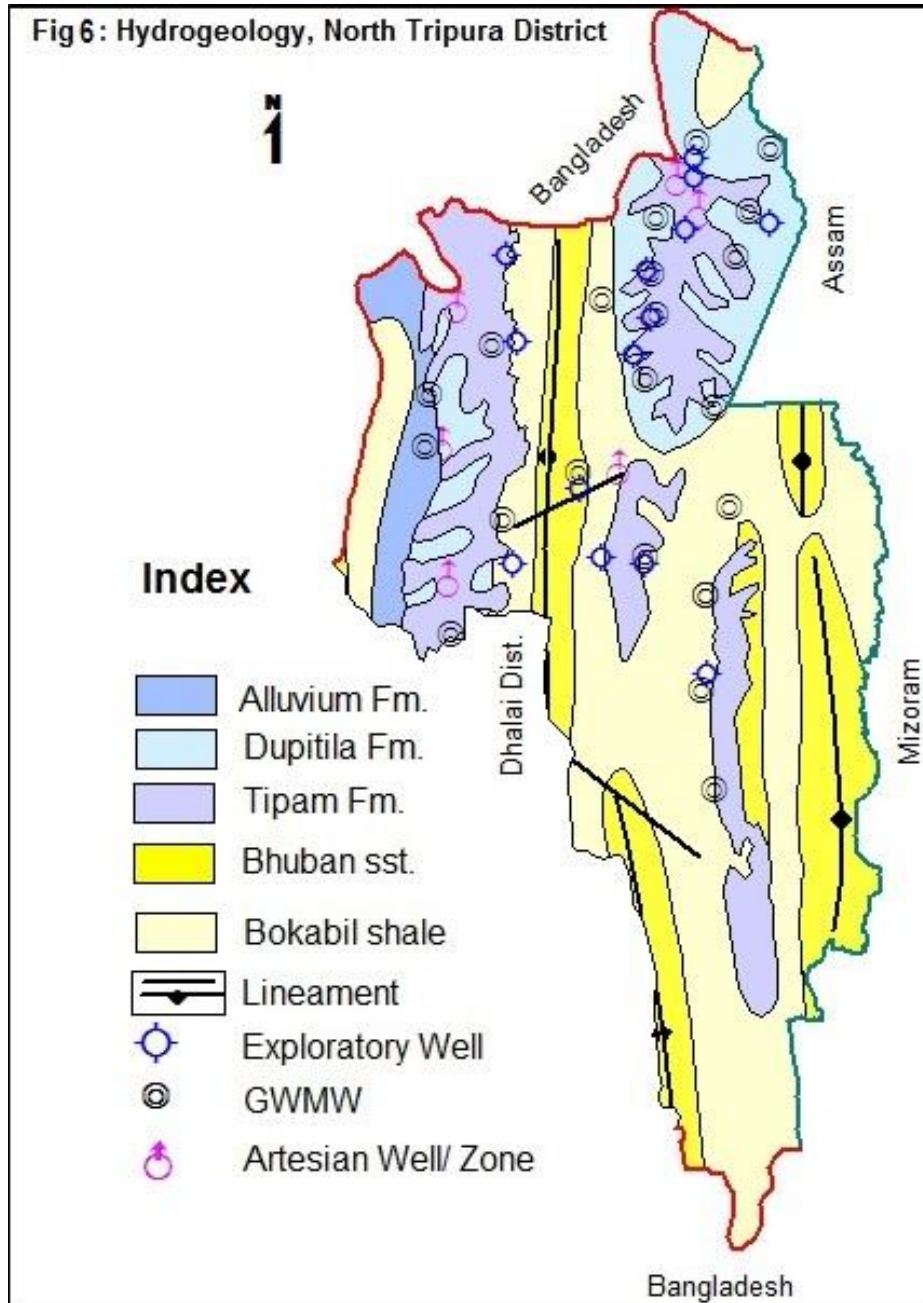 Fig 6: Hydrogeology, North Tripura District
N
Bangladesh
Assam
Index
Alluvium Fm.
Dupitila Fm.
Tipam Fm.
Bhuban sst.
Bokabil shale
Lineament
Exploratory Well
GWMW
Artesian Well/ Zone
Dhalai Dist.
Mizoram
Bangladesh